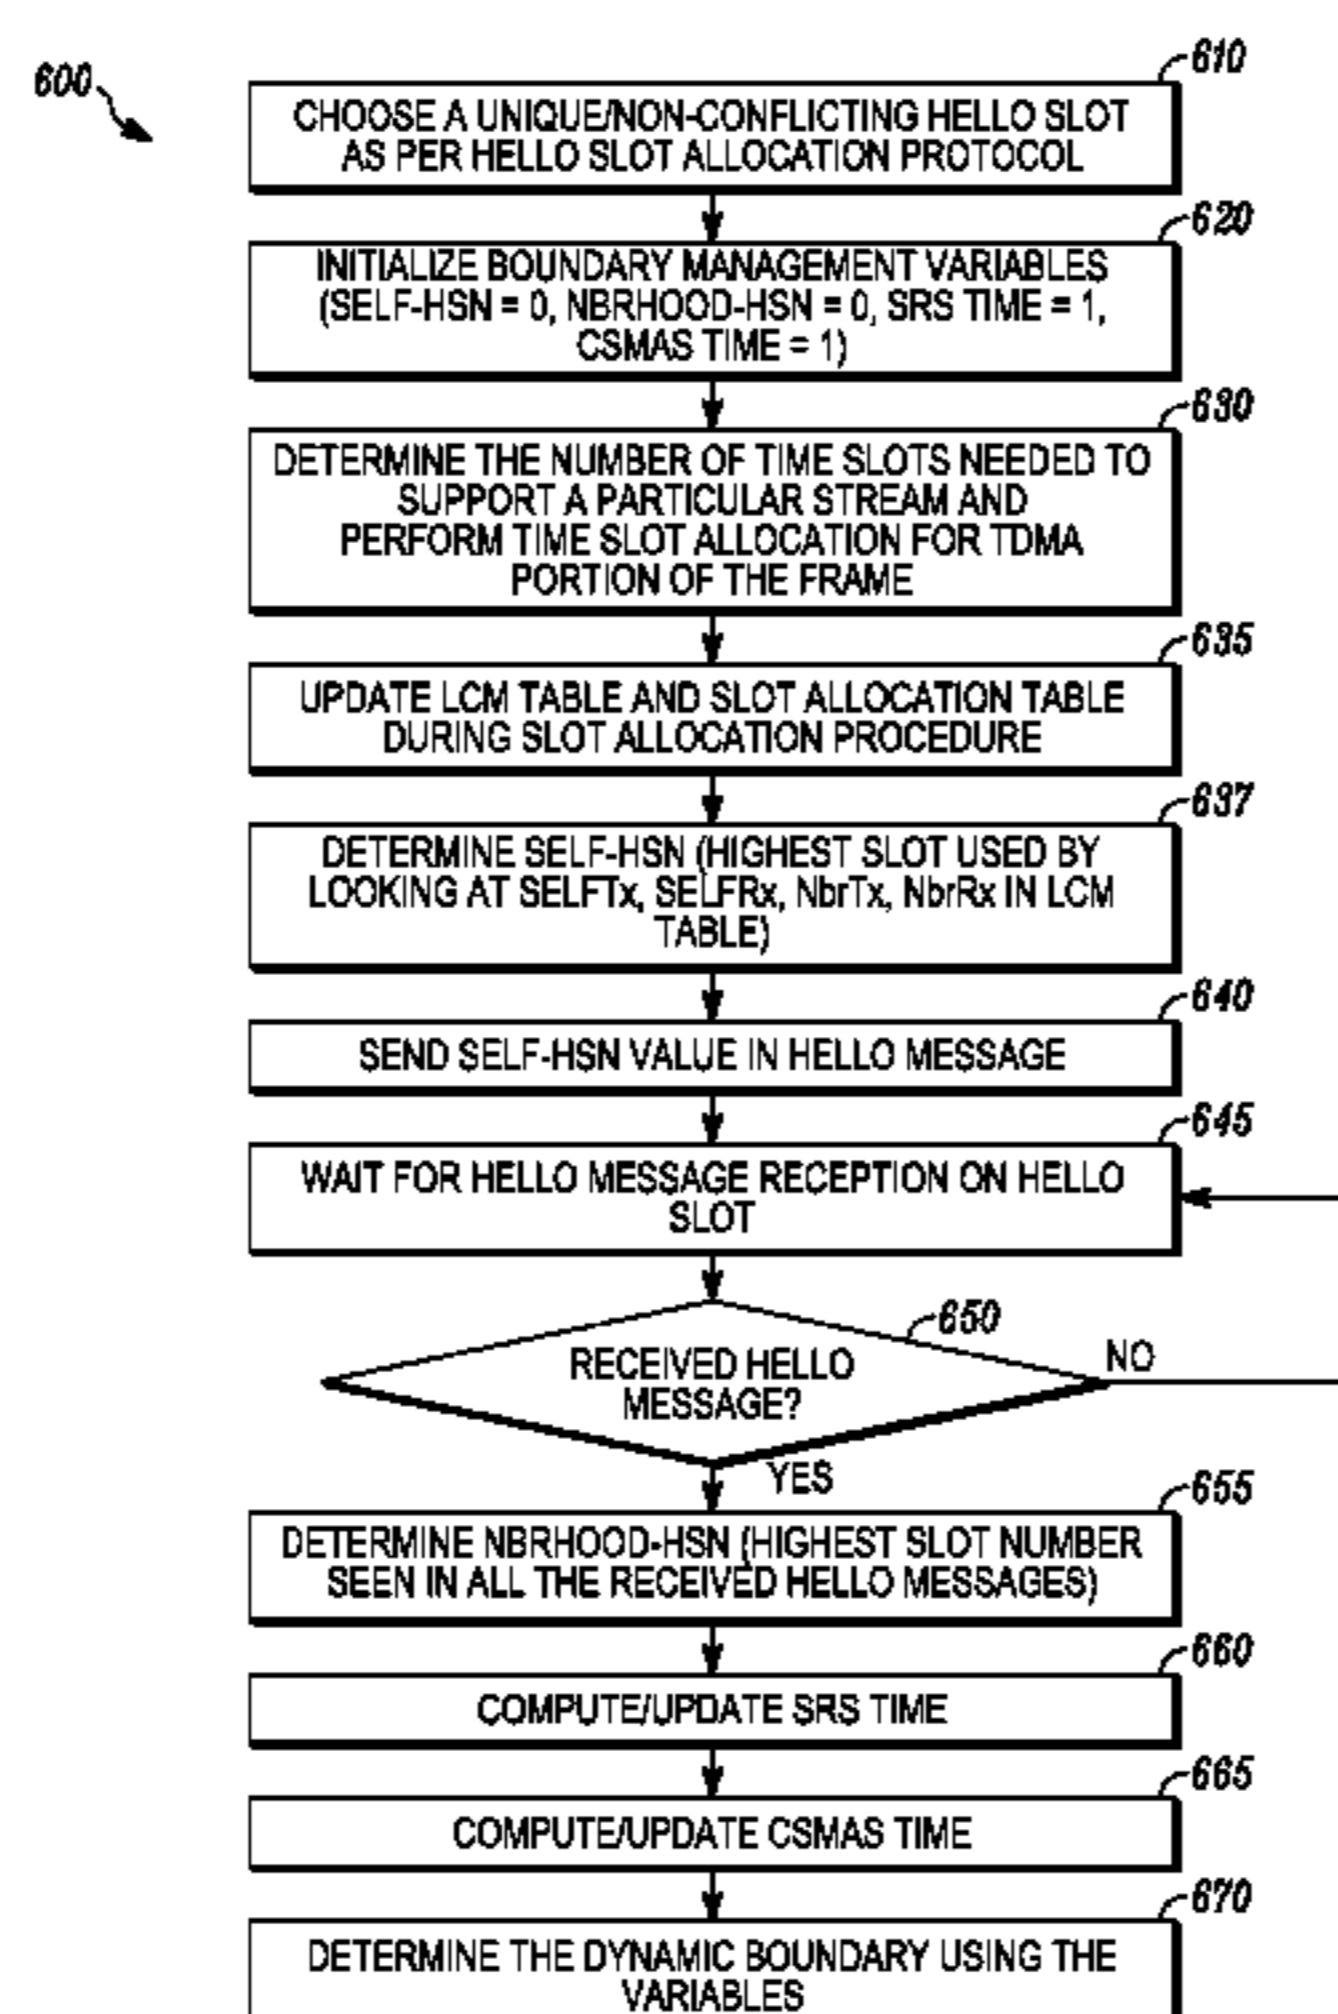 600
610
CHOOSE A UNIQUE/NON-CONFLICTING HELLO SLOT
AS PER HELLO SLOT ALLOCATION PROTOCOL
620
INITIALIZE BOUNDARY MANAGEMENT VARIABLES
(SELF-HSN = 0, NBRHOOD-HSN = 0, SRS TIME = 1,
CSMAS TIME = 1)
630
DETERMINE THE NUMBER OF TIME SLOTS NEEDED TO
SUPPORT A PARTICULAR STREAM AND
PERFORM TIME SLOT ALLOCATION FOR TDMA
PORTION OF THE FRAME
635
UPDATE LCM TABLE AND SLOT ALLOCATION TABLE
DURING SLOT ALLOCATION PROCEDURE
637
DETERMINE SELF-HSN (HIGHEST SLOT USED BY
LOOKING AT SELFTx, SELFRx, NbrTx, NbrRx IN LCM
TABLE)
640
SEND SELF-HSN VALUE IN HELLO MESSAGE
645
WAIT FOR HELLO MESSAGE RECEPTION ON HELLO
SLOT
650
RECEIVED HELLO
MESSAGE?
NO
YES
655
DETERMINE NBRHOOD-HSN (HIGHEST SLOT NUMBER
SEEN IN ALL THE RECEIVED HELLO MESSAGES)
660
COMPUTE/UPDATE SRS TIME
665
COMPUTE/UPDATE CSMAS TIME
670
DETERMINE THE DYNAMIC BOUNDARY USING THE
VARIABLES